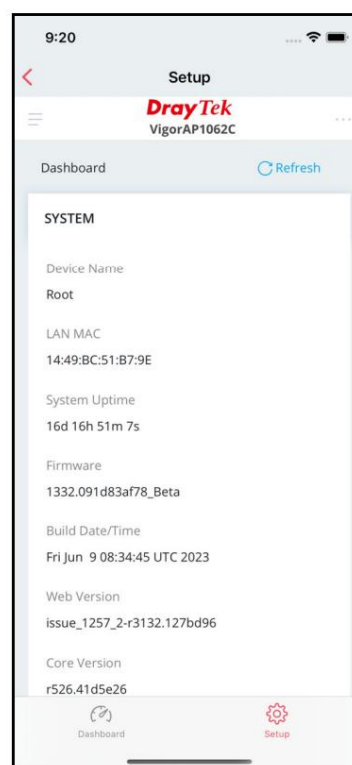 9:20
Setup
DrayTek
VigorAP1062C
Dashboard
Refresh
SYSTEM
Device Name
Root
LAN MAC
14:49:BC:51:B7:9E
System Uptime
16d 16h 51m 7s
Firmware
1332.091d83af78_Beta
Build Date/Time
Fri Jun 9 08:34:45 UTC 2023
Web Version
issue_1257_2-r3132.127bd96
Core Version
r526.41d5e26
Dashboard
Setup